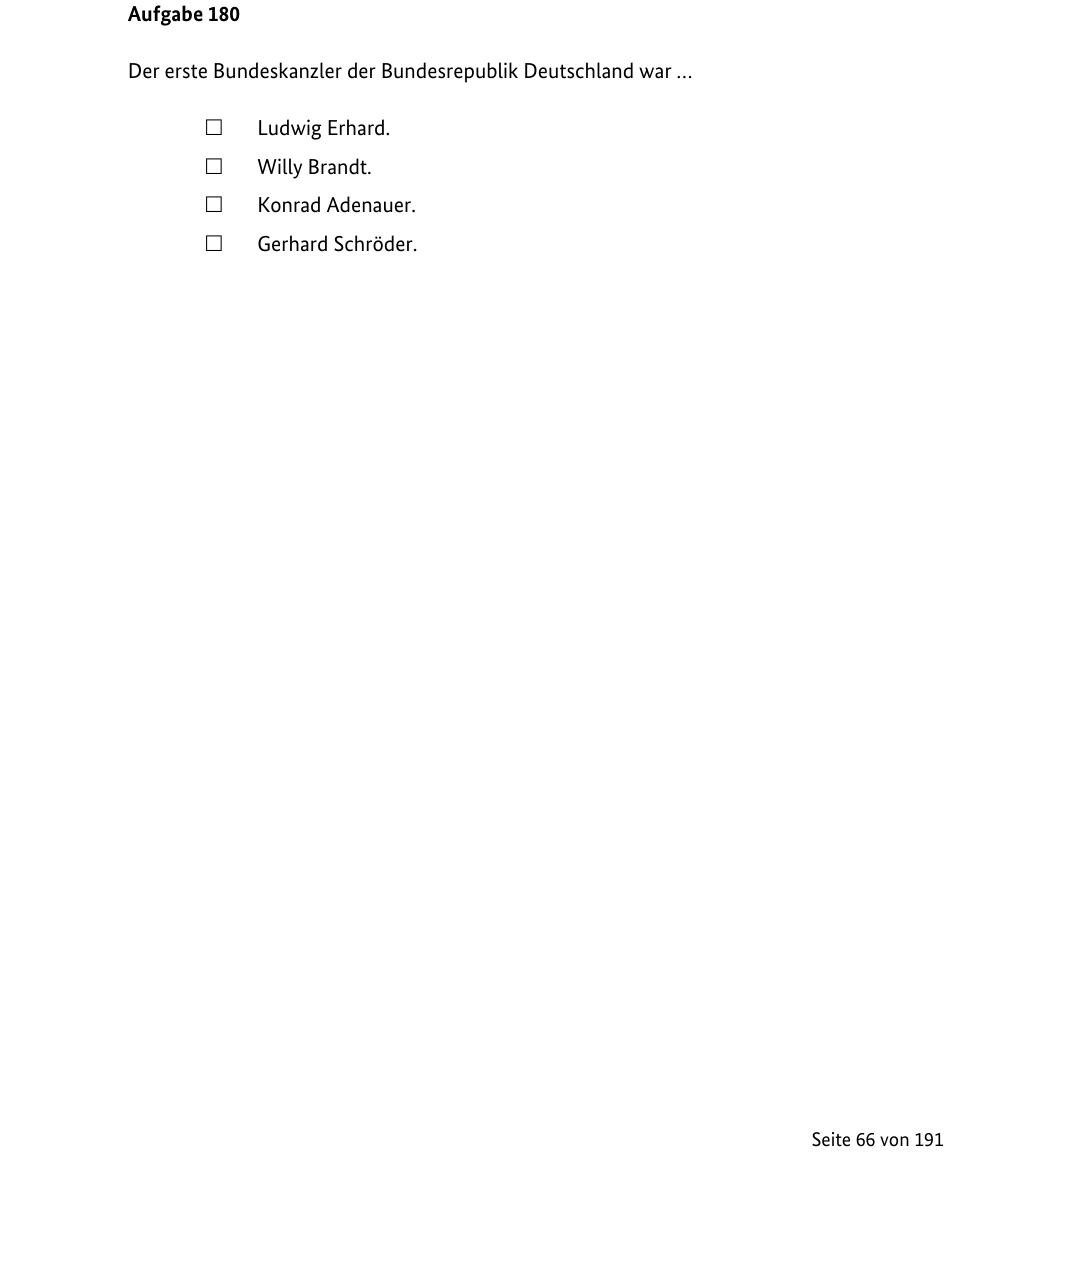 Aufgabe 180
Der erste Bundeskanzler der Bundesrepublik Deutschland war …
☐ Ludwig Erhard.
☐ Willy Brandt.
☐ Konrad Adenauer.
☐ Gerhard Schröder.
Seite 66 von 191